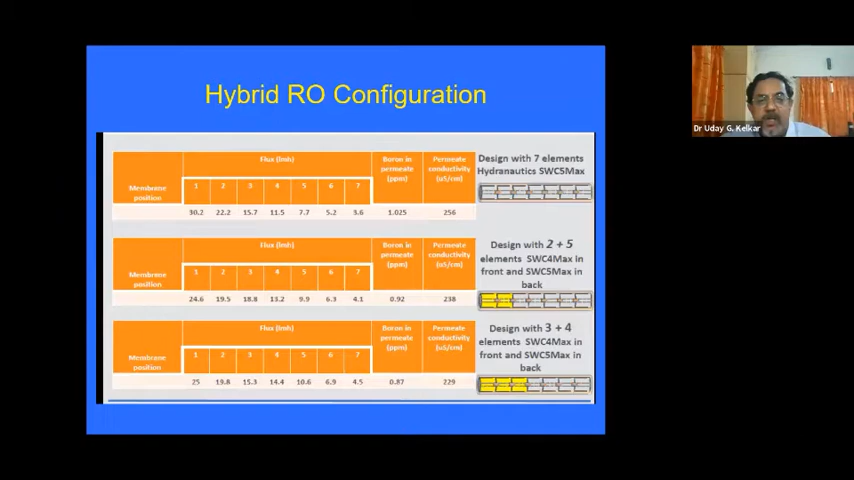 Hybrid RO Configuration
Dr Uday G. Kelkar
Membrane position
Flux (lmh)
Boron in permeate (ppm)
Permeate conductivity (uS/cm)
1 2 3 4 5 6 7
30.2 22.2 15.7 11.5 7.7 5.2 3.6 1.025 256
Design with 7 elements
Hydranautics SWC5Max
Membrane position
Flux (lmh)
Boron in permeate (ppm)
Permeate conductivity (uS/cm)
1 2 3 4 5 6 7
24.6 19.5 18.8 13.2 9.9 6.3 4.1 0.92 238
Design with 2 + 5
elements SWC4Max in
front and SWC5Max in
back
Membrane position
Flux (lmh)
Boron in permeate (ppm)
Permeate conductivity (uS/cm)
1 2 3 4 5 6 7
25 19.8 15.3 14.4 10.6 6.9 4.5 0.87 229
Design with 3 + 4
elements SWC4Max in
front and SWC5Max in
back